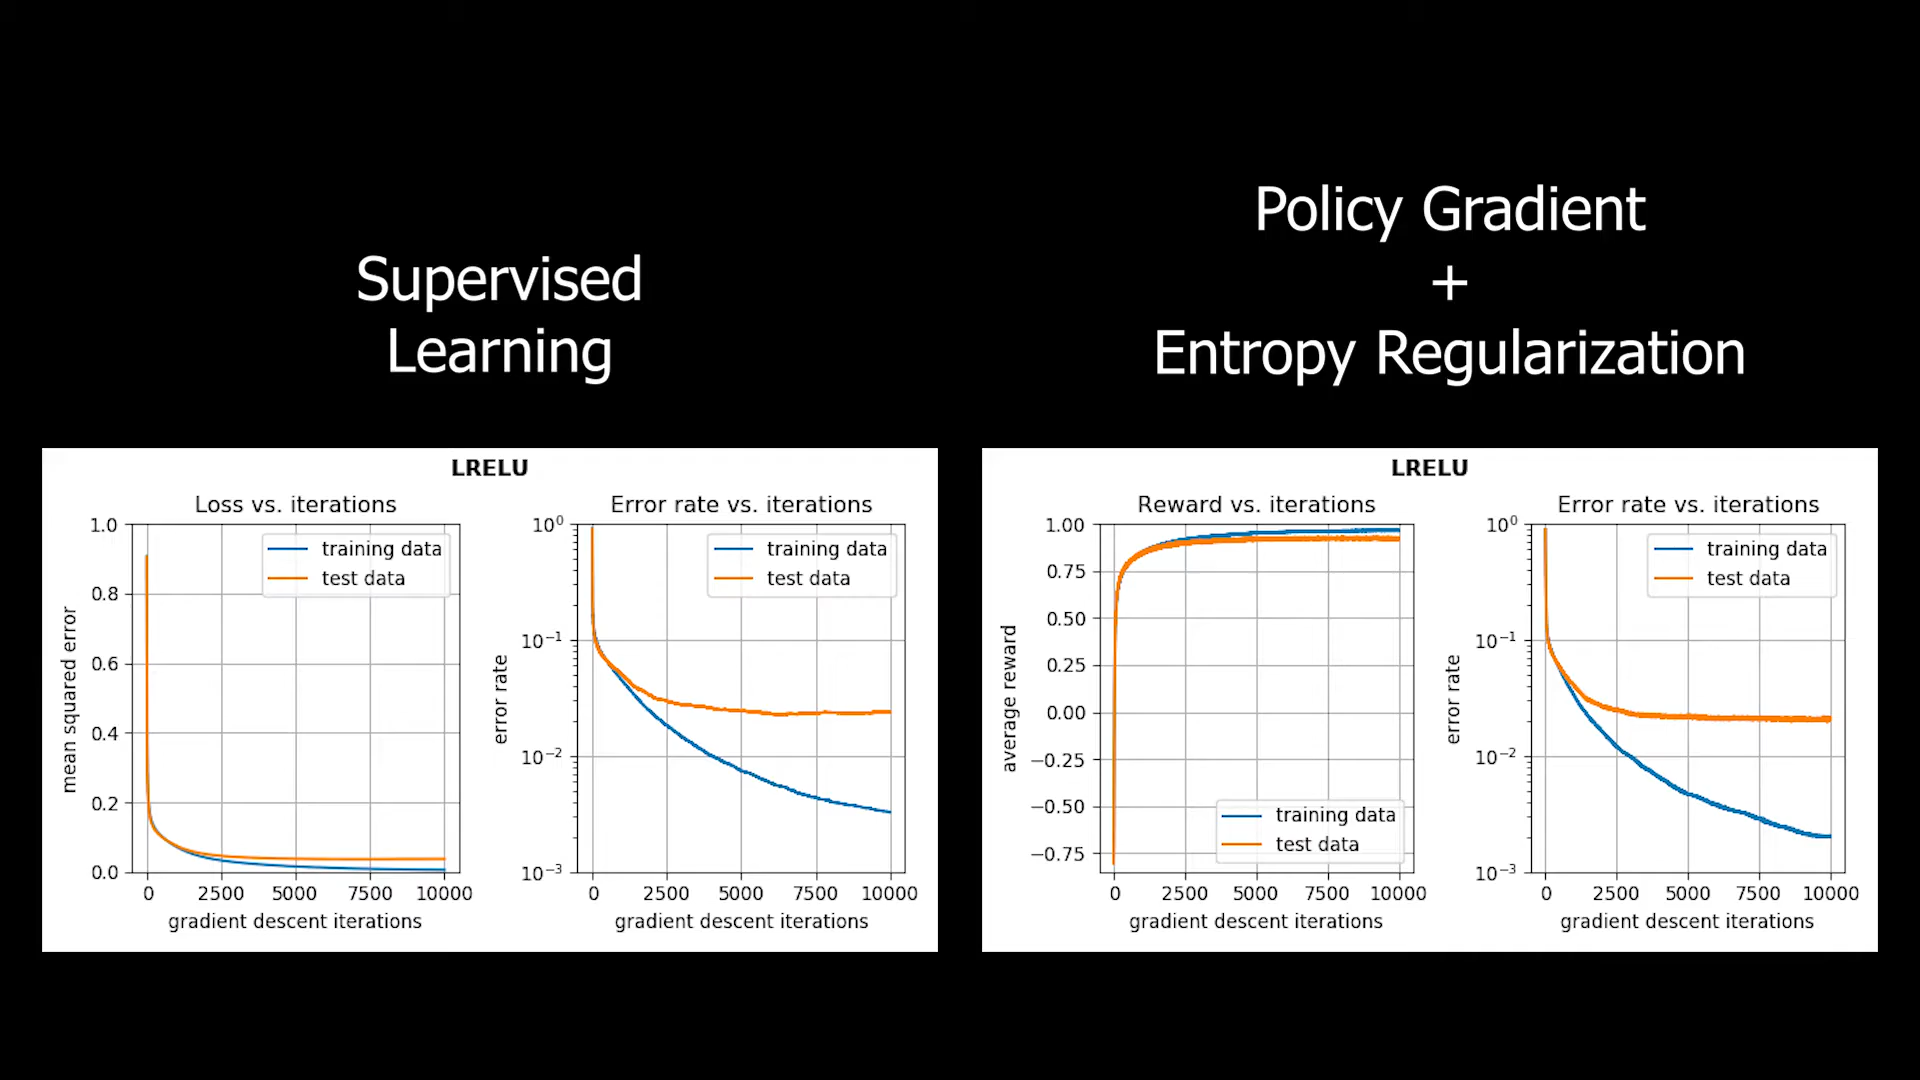 Supervised
Learning
Policy Gradient
+
Entropy Regularization
LRELU
Loss vs. iterations
mean squared error
1.0
0.8
0.6
0.4
0.2
0.0
training data
test data
0 2500 5000 7500 10000
gradient descent iterations
Error rate vs. iterations
error rate
10⁰
10⁻¹
10⁻²
10⁻³
training data
test data
0 2500 5000 7500 10000
gradient descent iterations
LRELU
Reward vs. iterations
average reward
1.00
0.75
0.50
0.25
0.00
−0.25
−0.50
−0.75
training data
test data
0 2500 5000 7500 10000
gradient descent iterations
Error rate vs. iterations
error rate
10⁰
10⁻¹
10⁻²
10⁻³
training data
test data
0 2500 5000 7500 10000
gradient descent iterations